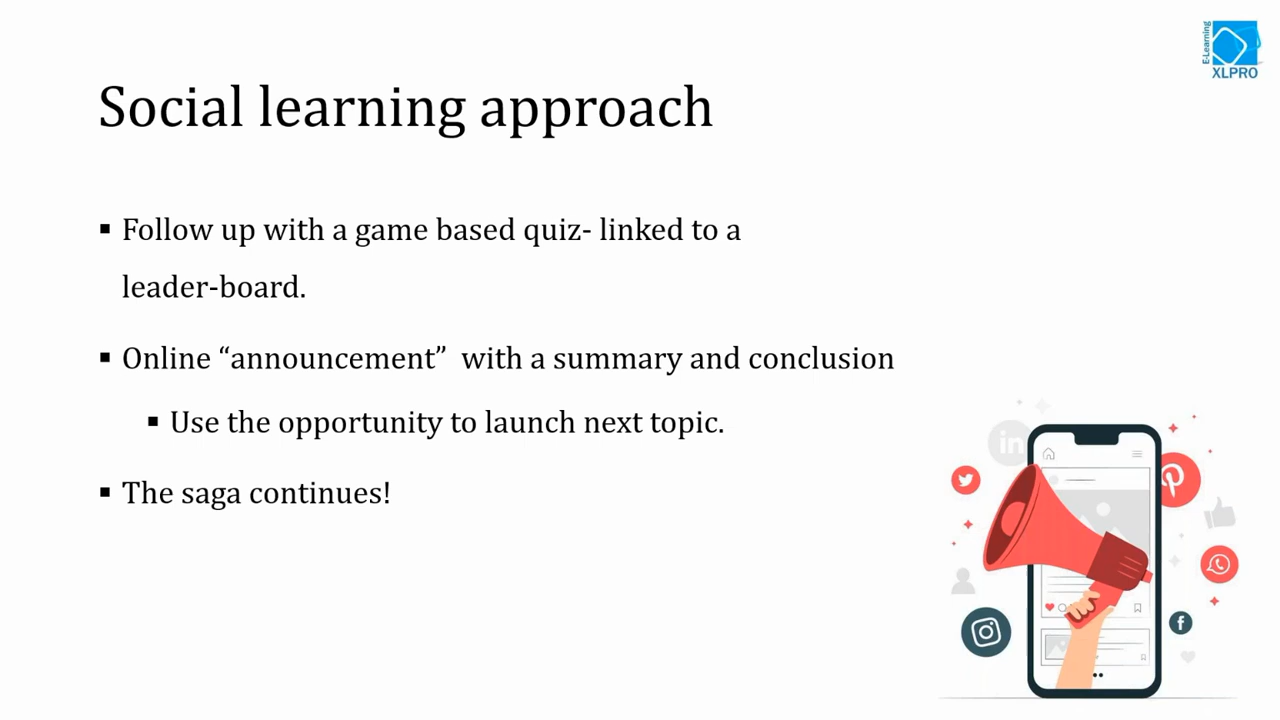 E-Learning
XLPRO
Social learning approach
▪ Follow up with a game based quiz- linked to a
leader-board.
▪ Online “announcement”  with a summary and conclusion
▪ Use the opportunity to launch next topic.
▪ The saga continues!
in
f